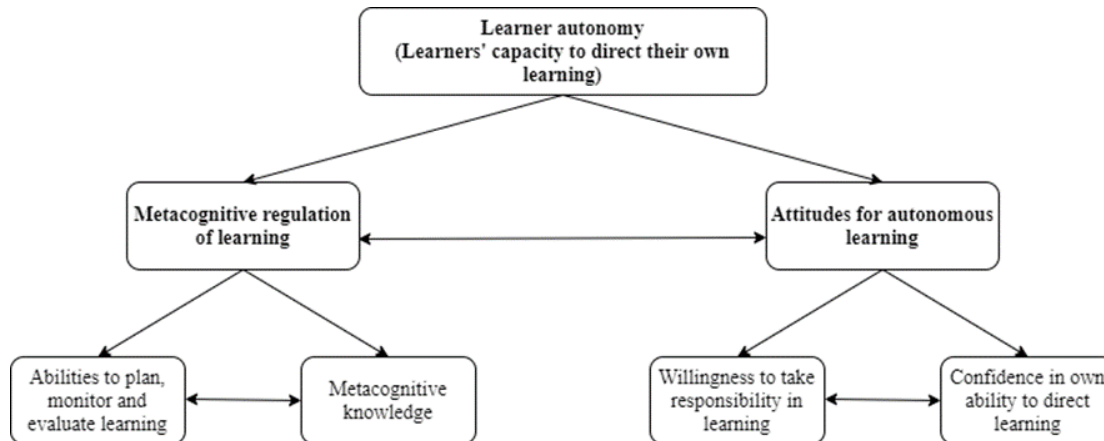 Learner autonomy
(Learners' capacity to direct their own
learning)
Metacognitive regulation
of learning
Attitudes for autonomous
learning
Abilities to plan,
monitor and
evaluate learning
Metacognitive
knowledge
Willingness to take
responsibility in
learning
Confidence in own
ability to direct
learning